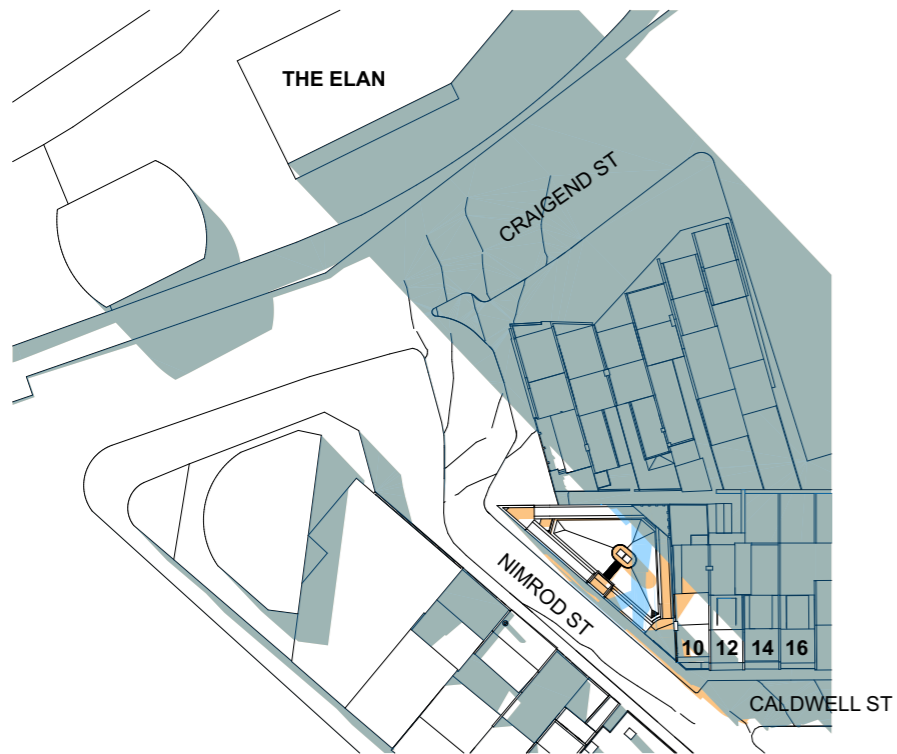 THE ELAN
CRAIGEND ST
NIMROD ST
10 12 14 16
CALDWELL ST